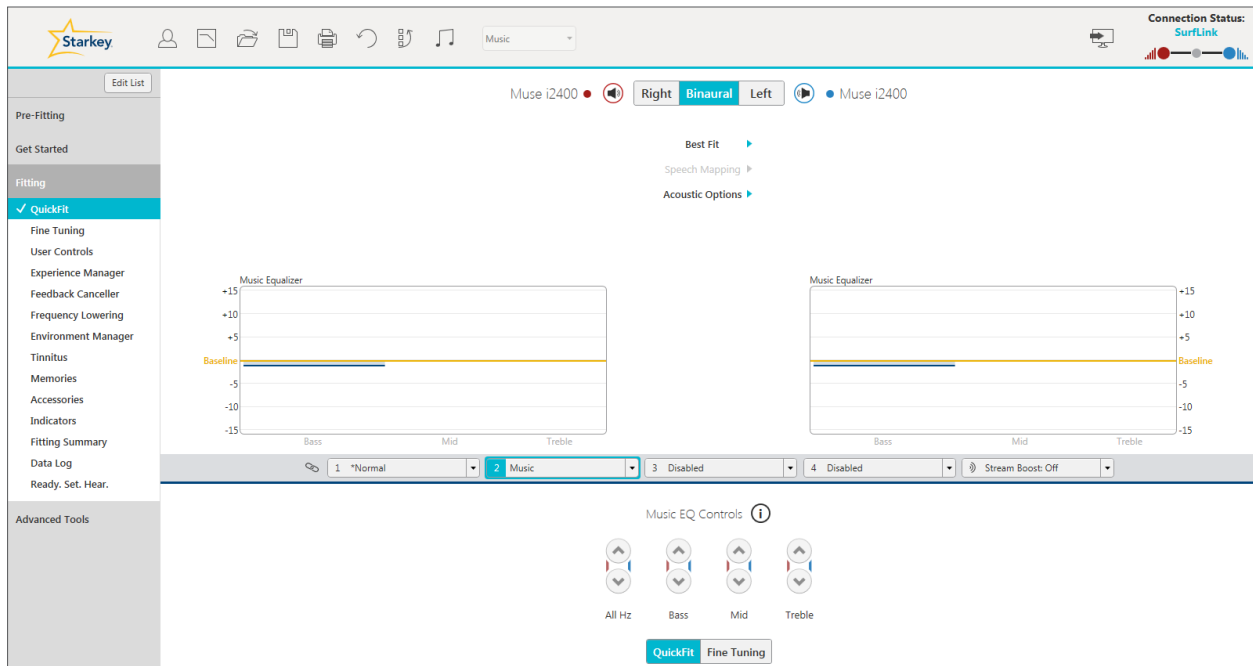 Starkey
Music
Connection Status:
SurfLink
Edit List
Pre-Fitting
Get Started
Fitting
QuickFit
Fine Tuning
User Controls
Experience Manager
Feedback Canceller
Frequency Lowering
Environment Manager
Tinnitus
Memories
Accessories
Indicators
Fitting Summary
Data Log
Ready. Set. Hear.
Advanced Tools
Muse i2400 Right Binaural Left Muse i2400
Best Fit
Speech Mapping
Acoustic Options
Music Equalizer
+15
+10
+5
Baseline
-5
-10
-15
Bass Mid Treble
Music Equalizer
+15
+10
+5
Baseline
-5
-10
-15
Bass Mid Treble
1 *Normal 2 Music 3 Disabled 4 Disabled Stream Boost: Off
Music EQ Controls i
All Hz Bass Mid Treble
QuickFit Fine Tuning